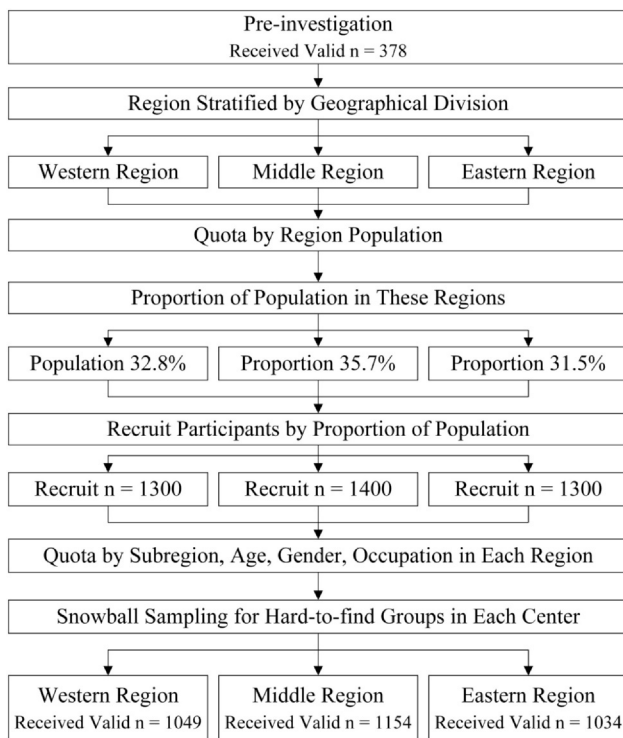 Pre-investigation
Received Valid n = 378
Region Stratified by Geographical Division
Western Region
Middle Region
Eastern Region
Quota by Region Population
Proportion of Population in These Regions
Population 32.8%
Proportion 35.7%
Proportion 31.5%
Recruit Participants by Proportion of Population
Recruit n = 1300
Recruit n = 1400
Recruit n = 1300
Quota by Subregion, Age, Gender, Occupation in Each Region
Snowball Sampling for Hard-to-find Groups in Each Center
Western Region
Received Valid n = 1049
Middle Region
Received Valid n = 1154
Eastern Region
Received Valid n = 1034